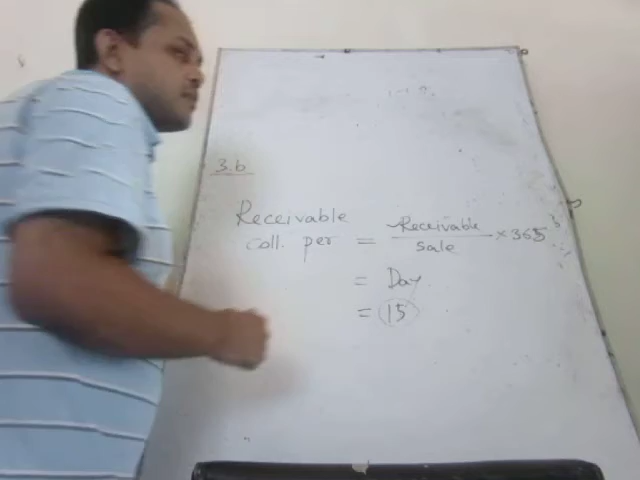 3.b
Receivable
coll. per = Receivable / sale × 365
= Day
= 15